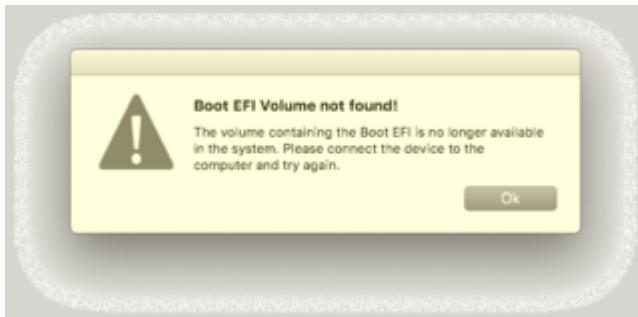 Boot EFI Volume not found!
The volume containing the Boot EFI is no longer available
in the system. Please connect the device to the
computer and try again.
Ok